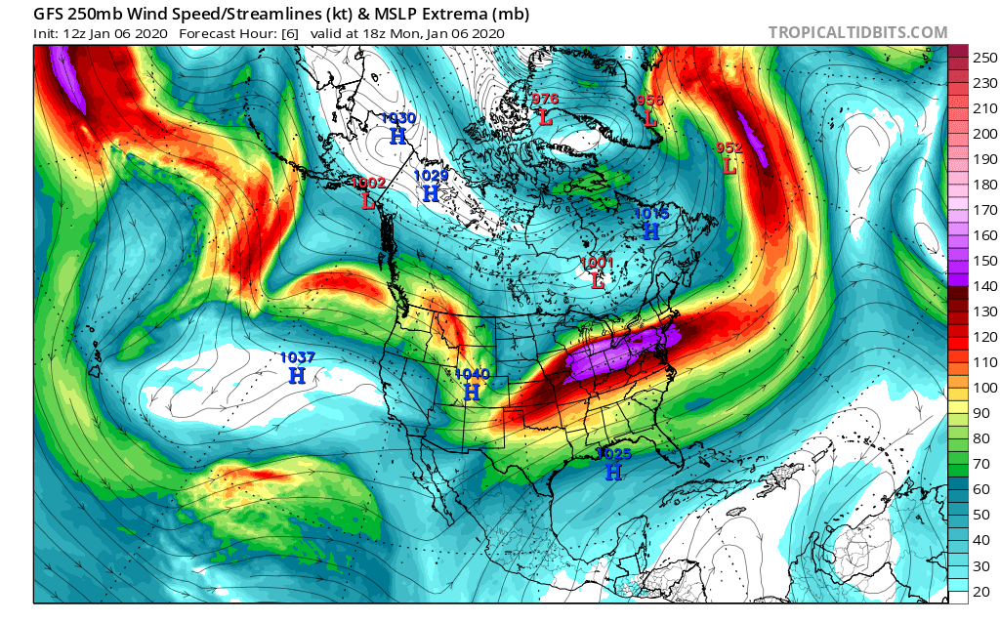 GFS 250mb Wind Speed/Streamlines (kt) & MSLP Extrema (mb)
Init: 12z Jan 06 2020 Forecast Hour: [6] valid at 18z Mon, Jan 06 2020
TROPICALTIDBITS.COM
976
L
956
L
1030
H
952
L
1002
L
1029
H
1015
H
1001
L
1037
H
1040
H
1025
H
250
230
230
210
200
190
180
170
160
150
140
130
120
110
100
90
80
70
60
50
40
30
20